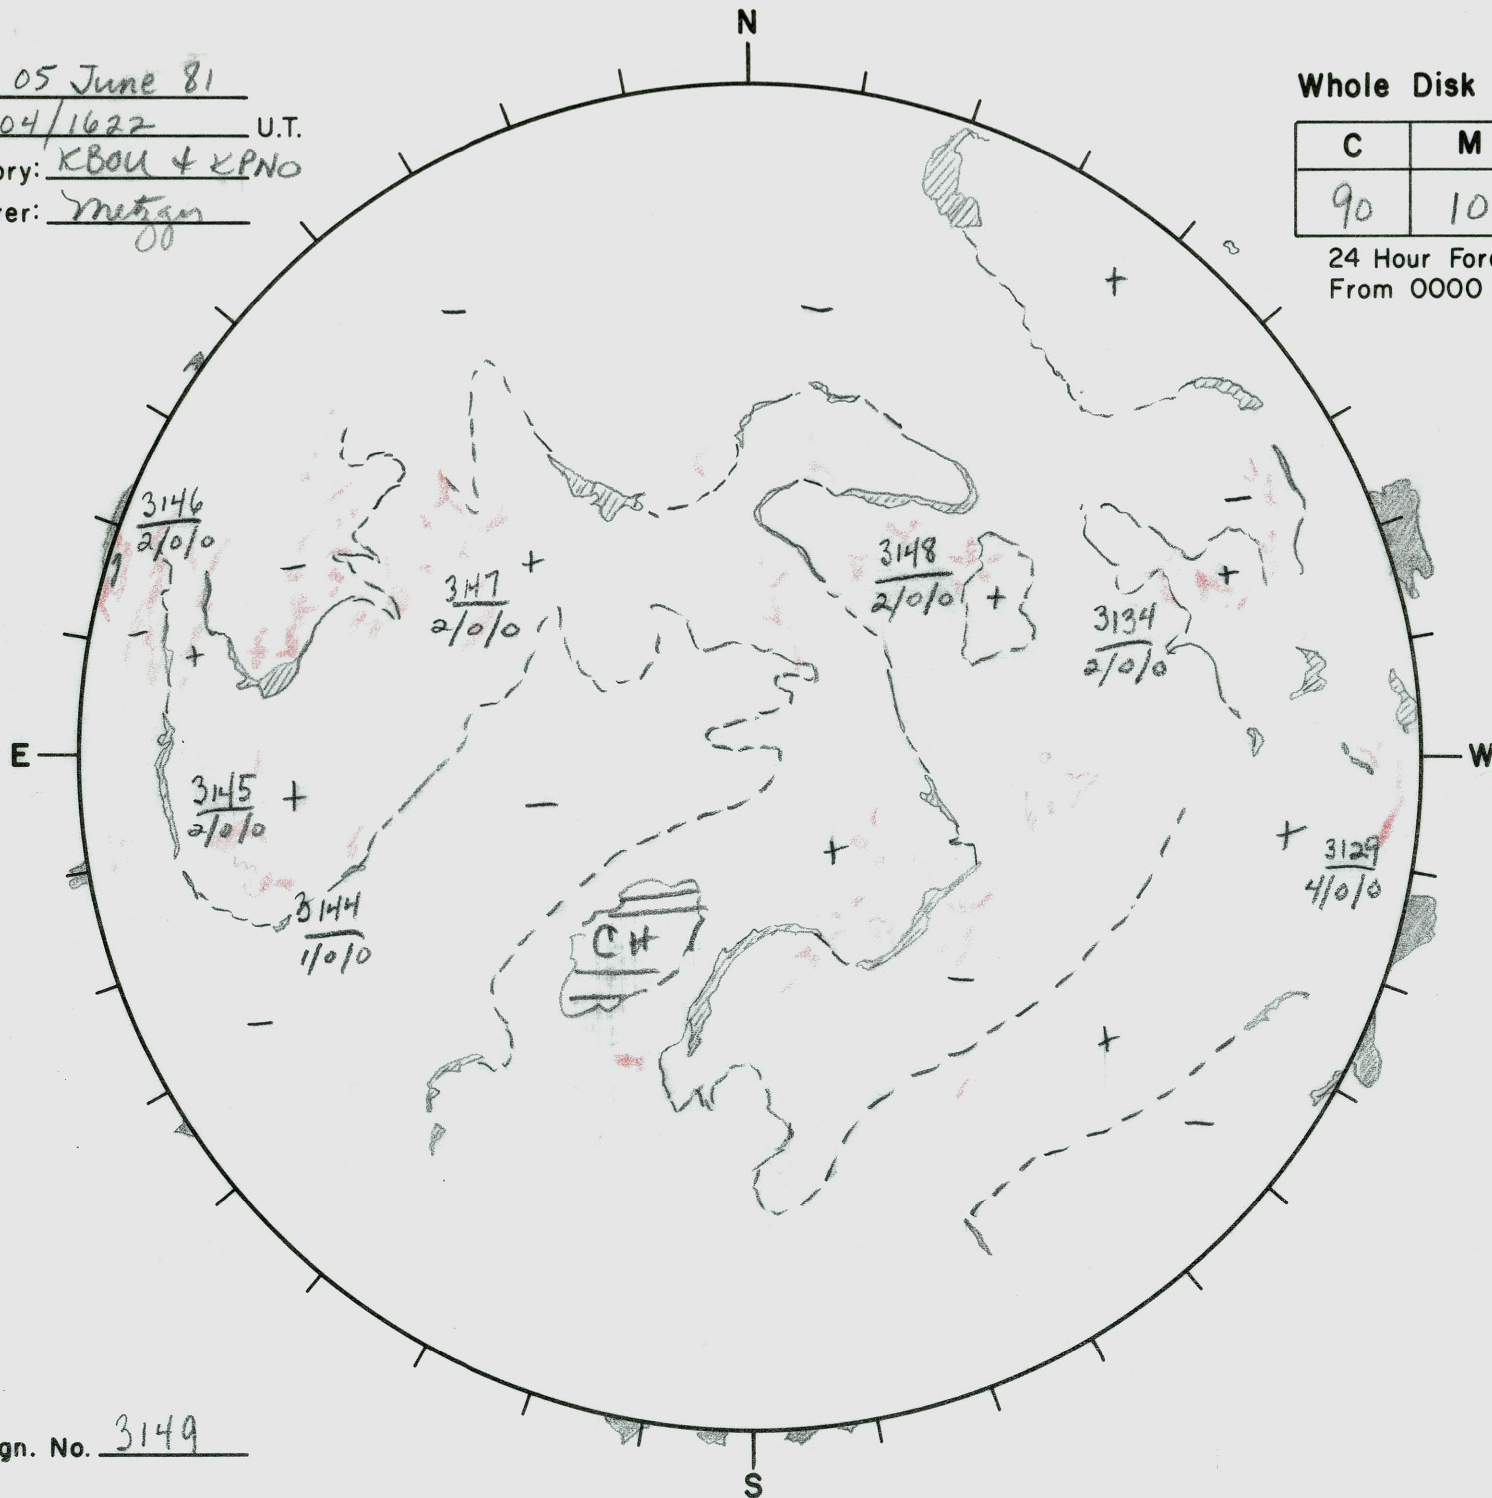 N
05 June 81
04/1622 U.T.
ory: KBOU & KPNO
rer: Metzger
Whole Disk
C M
90 10
24 Hour Fore
From 0000
+
-
-
3146
2/0/0
-
3147
2/0/0
+
3148
2/0/0
+
-
+
3134
2/0/0
-
+
E
W
3145
2/0/0
+
-
+
+
3129
4/0/0
3144
1/0/0
CH
-
-
+
-
gn. No. 3149
S